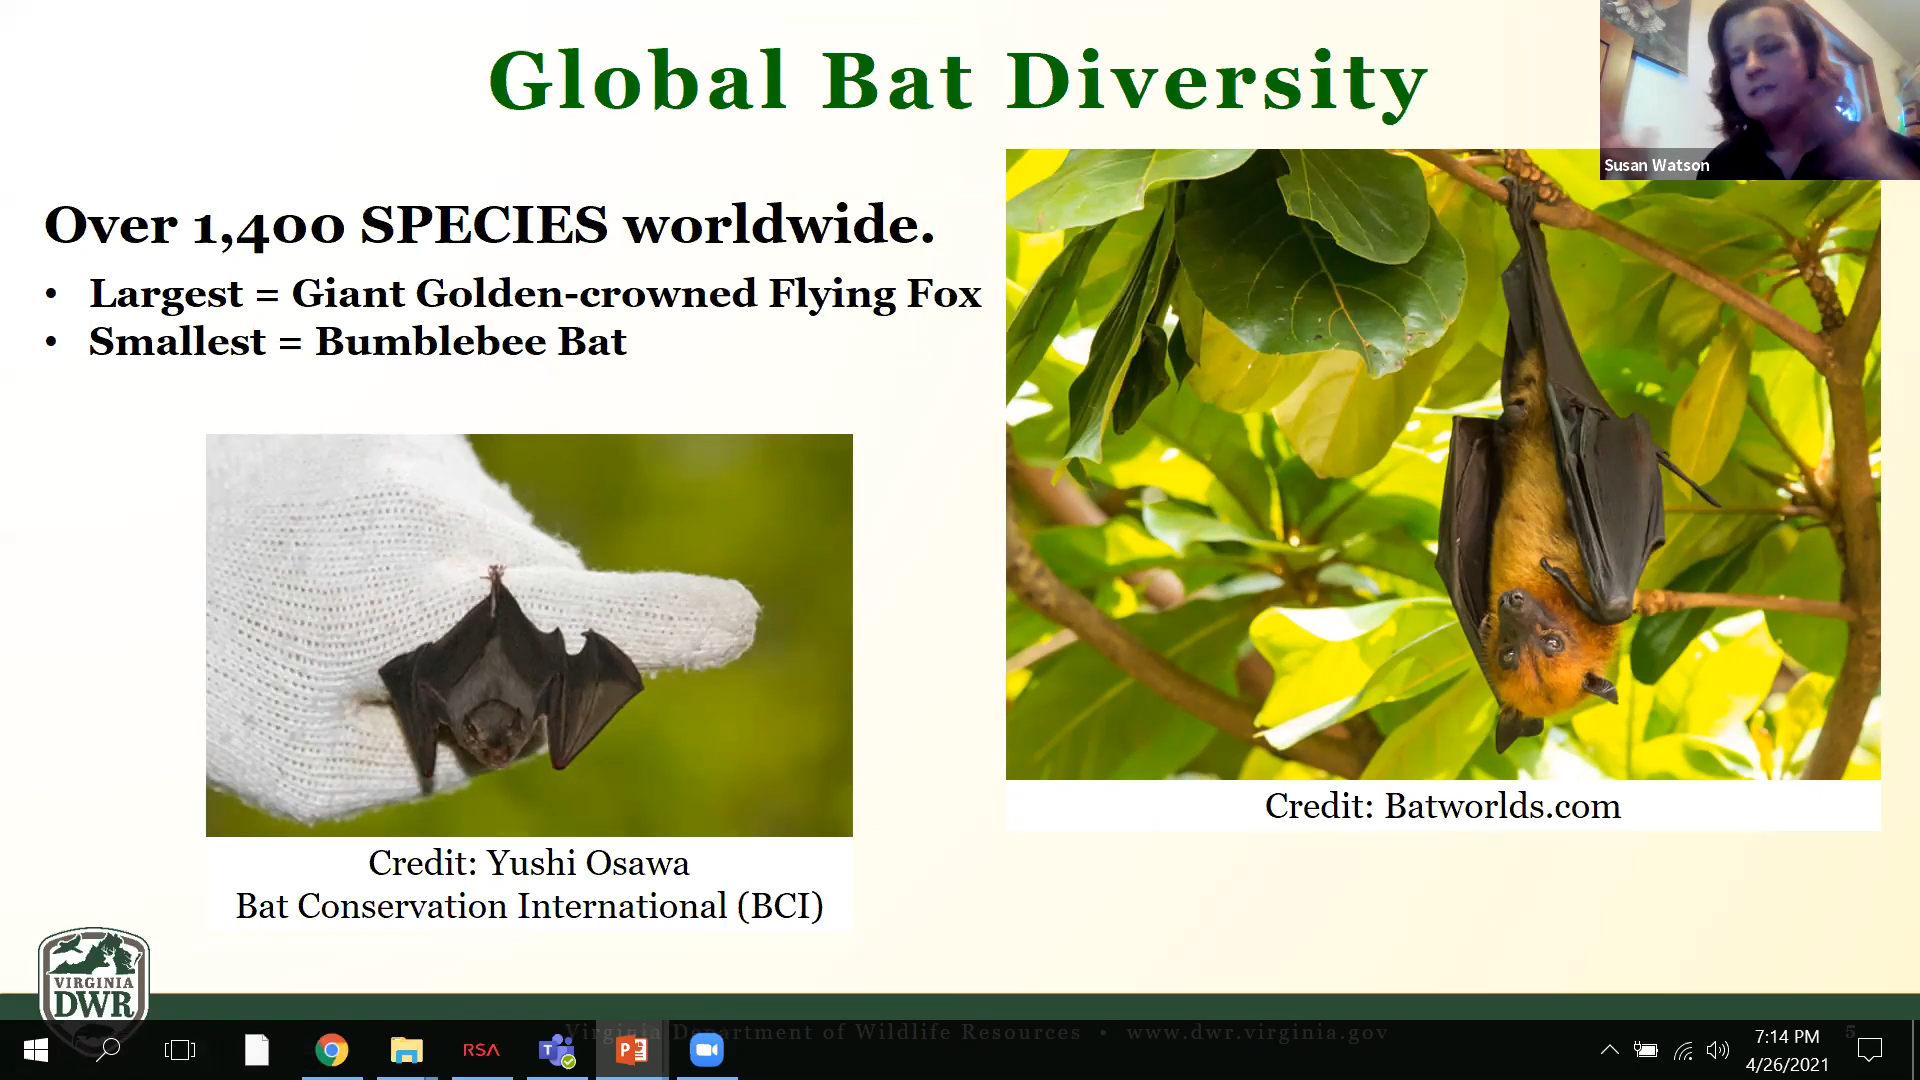 Global Bat Diversity
Susan Watson
Over 1,400 SPECIES worldwide.
• Largest = Giant Golden-crowned Flying Fox
• Smallest = Bumblebee Bat
Credit: Batworlds.com
Credit: Yushi Osawa
Bat Conservation International (BCI)
VIRGINIA
DWR
Virginia Department of Wildlife Resources • www.dwr.virginia.gov
5
RSA
T
P
7:14 PM
4/26/2021